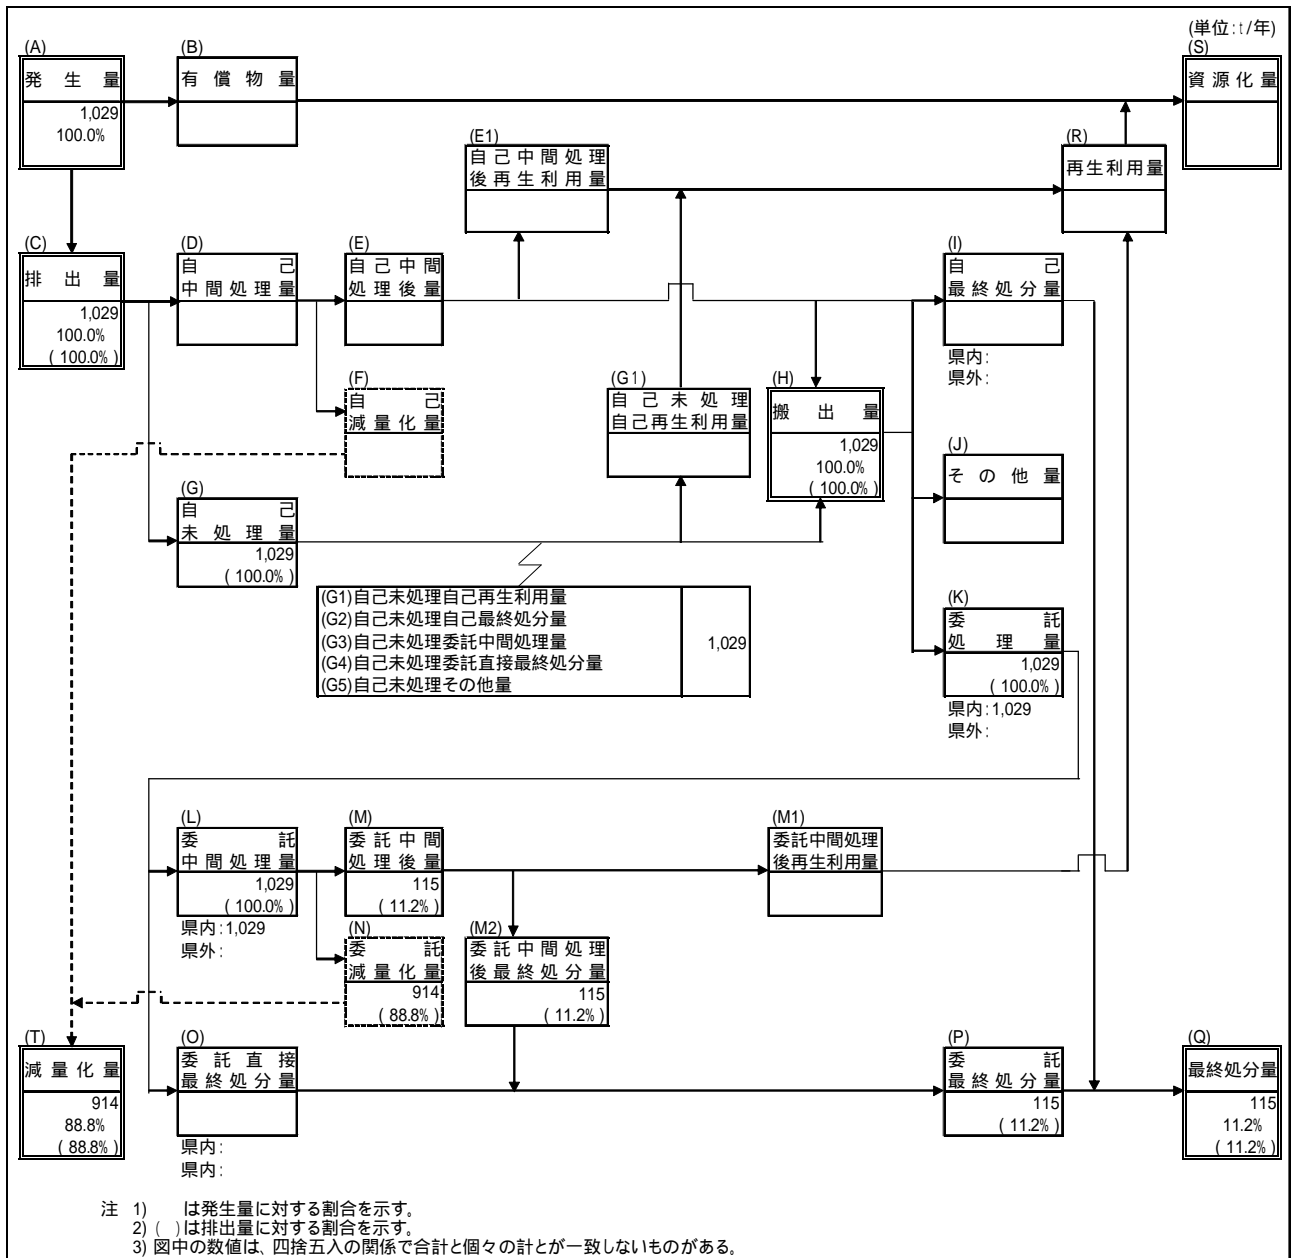 (単位:t/年)
(A)
発生量
1,029
100.0%
(B)
有償物量
(S)
資源化量
(E1)
自己中間処理
後再生利用量
(R)
再生利用量
(C)
排出量
1,029
100.0%
( 100.0% )
(D)
自己
中間処理量
(E)
自己中間
処理後量
(I)
自己
最終処分量
県内:
県外:
(F)
自己
減量化量
(G1)
自己未処理
自己再生利用量
(H)
搬出量
1,029
100.0%
( 100.0% )
(J)
その他量
(G)
自己
未処理量
1,029
( 100.0% )
(G1)自己未処理自己再生利用量
(G2)自己未処理自己最終処分量
(G3)自己未処理委託中間処理量 1,029
(G4)自己未処理委託直接最終処分量
(G5)自己未処理その他量
(K)
委託
処理量
1,029
( 100.0% )
県内:1,029
県外:
(L)
委託
中間処理量
1,029
( 100.0% )
県内:1,029
県外:
(M)
委託中間
処理後量
115
( 11.2% )
(M1)
委託中間処理
後再生利用量
(N)
委託
減量化量
914
( 88.8% )
(M2)
委託中間処理
後最終処分量
115
( 11.2% )
(T)
減量化量
914
88.8%
( 88.8% )
(O)
委託直接
最終処分量
県内:
県内:
(P)
委託
最終処分量
115
( 11.2% )
(Q)
最終処分量
115
11.2%
( 11.2% )
注 1) は発生量に対する割合を示す。
2) ( )は排出量に対する割合を示す。
3) 図中の数値は、四捨五入の関係で合計と個々の計とが一致しないものがある。